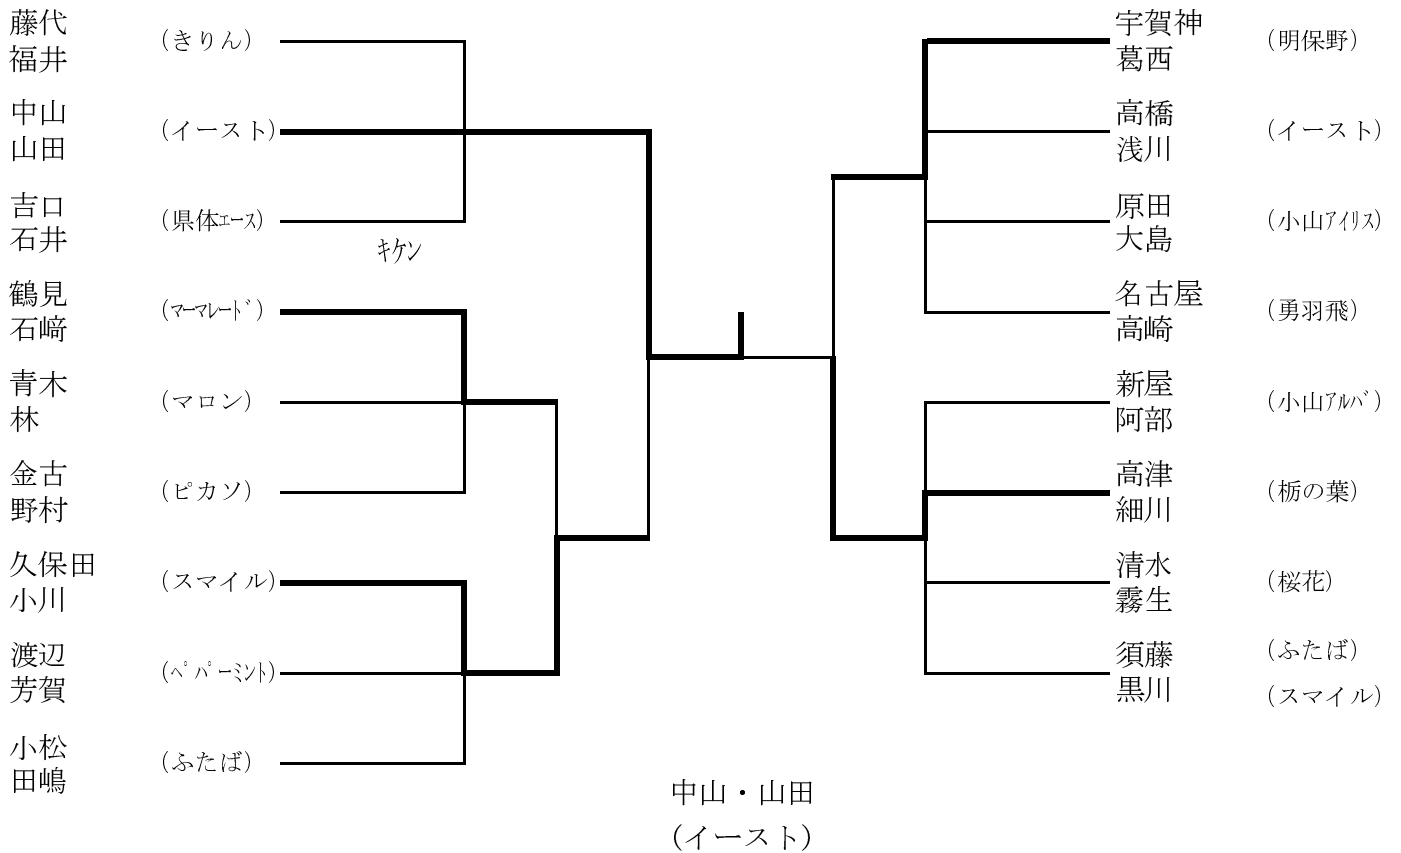 藤代
福井
(きりん)
中山
山田
(イースト)
吉口
石井
(県体ｴｰｽ)
ｷｹﾝ
鶴見
石﨑
(ﾏｰﾏﾚｰﾄﾞ)
青木
林
(マロン)
金古
野村
(ピカソ)
久保田
小川
(スマイル)
渡辺
芳賀
(ﾍﾟﾊﾟｰﾐﾝﾄ)
小松
田嶋
(ふたば)
宇賀神
葛西
(明保野)
高橋
浅川
(イースト)
原田
大島
(小山ｱｲﾘｽ)
名古屋
高崎
(勇羽飛)
新屋
阿部
(小山ｱﾙﾊﾞ)
高津
細川
(栃の葉)
清水
霧生
(桜花)
須藤
黒川
(ふたば)
(スマイル)
中山・山田
(イースト)